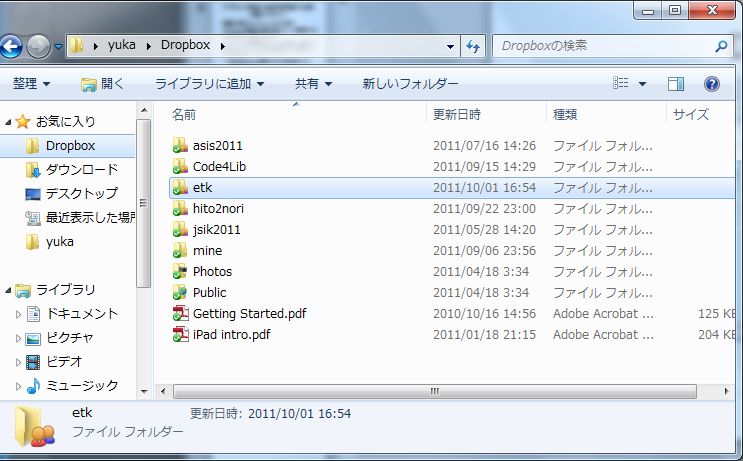 yuka Dropbox
Dropboxの検索
整理 開く ライブラリに追加 共有 新しいフォルダー
名前 更新日時 種類 サイズ
お気に入り
Dropbox
ダウンロード
デスクトップ
最近表示した場所
yuka
ライブラリ
ドキュメント
ピクチャ
ビデオ
ミュージック
asis2011 2011/07/16 14:26 ファイル フォル...
Code4Lib 2011/09/15 14:29 ファイル フォル...
etk 2011/10/01 16:54 ファイル フォル...
hito2nori 2011/09/22 23:00 ファイル フォル...
jsik2011 2011/05/28 14:20 ファイル フォル...
mine 2011/09/06 23:56 ファイル フォル...
Photos 2011/04/18 3:34 ファイル フォル...
Public 2011/04/18 3:34 ファイル フォル...
Getting Started.pdf 2010/10/16 14:56 Adobe Acrobat ... 125 KB
iPad intro.pdf 2011/01/18 21:15 Adobe Acrobat ... 204 KB
etk 更新日時: 2011/10/01 16:54
ファイル フォルダー